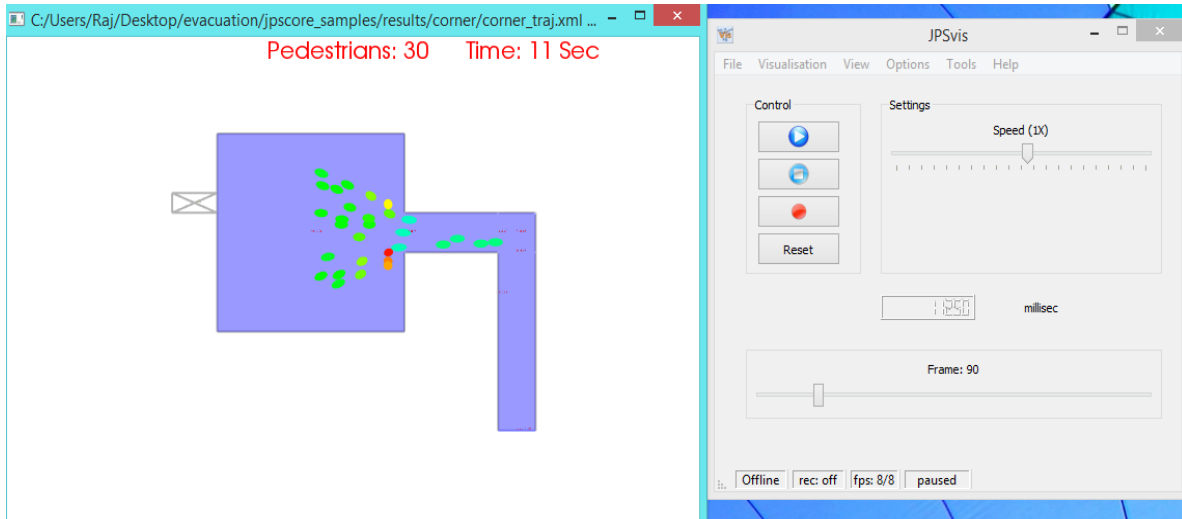 C:/Users/Raj/Desktop/evacuation/jpscore_samples/results/corner/corner_traj.xml ...
Pedestrians: 30 Time: 11 Sec
JPSvis
File Visualisation View Options Tools Help
Control
Settings
Speed (1X)
Reset
11250 millisec
Frame: 90
Offline rec: off fps: 8/8 paused